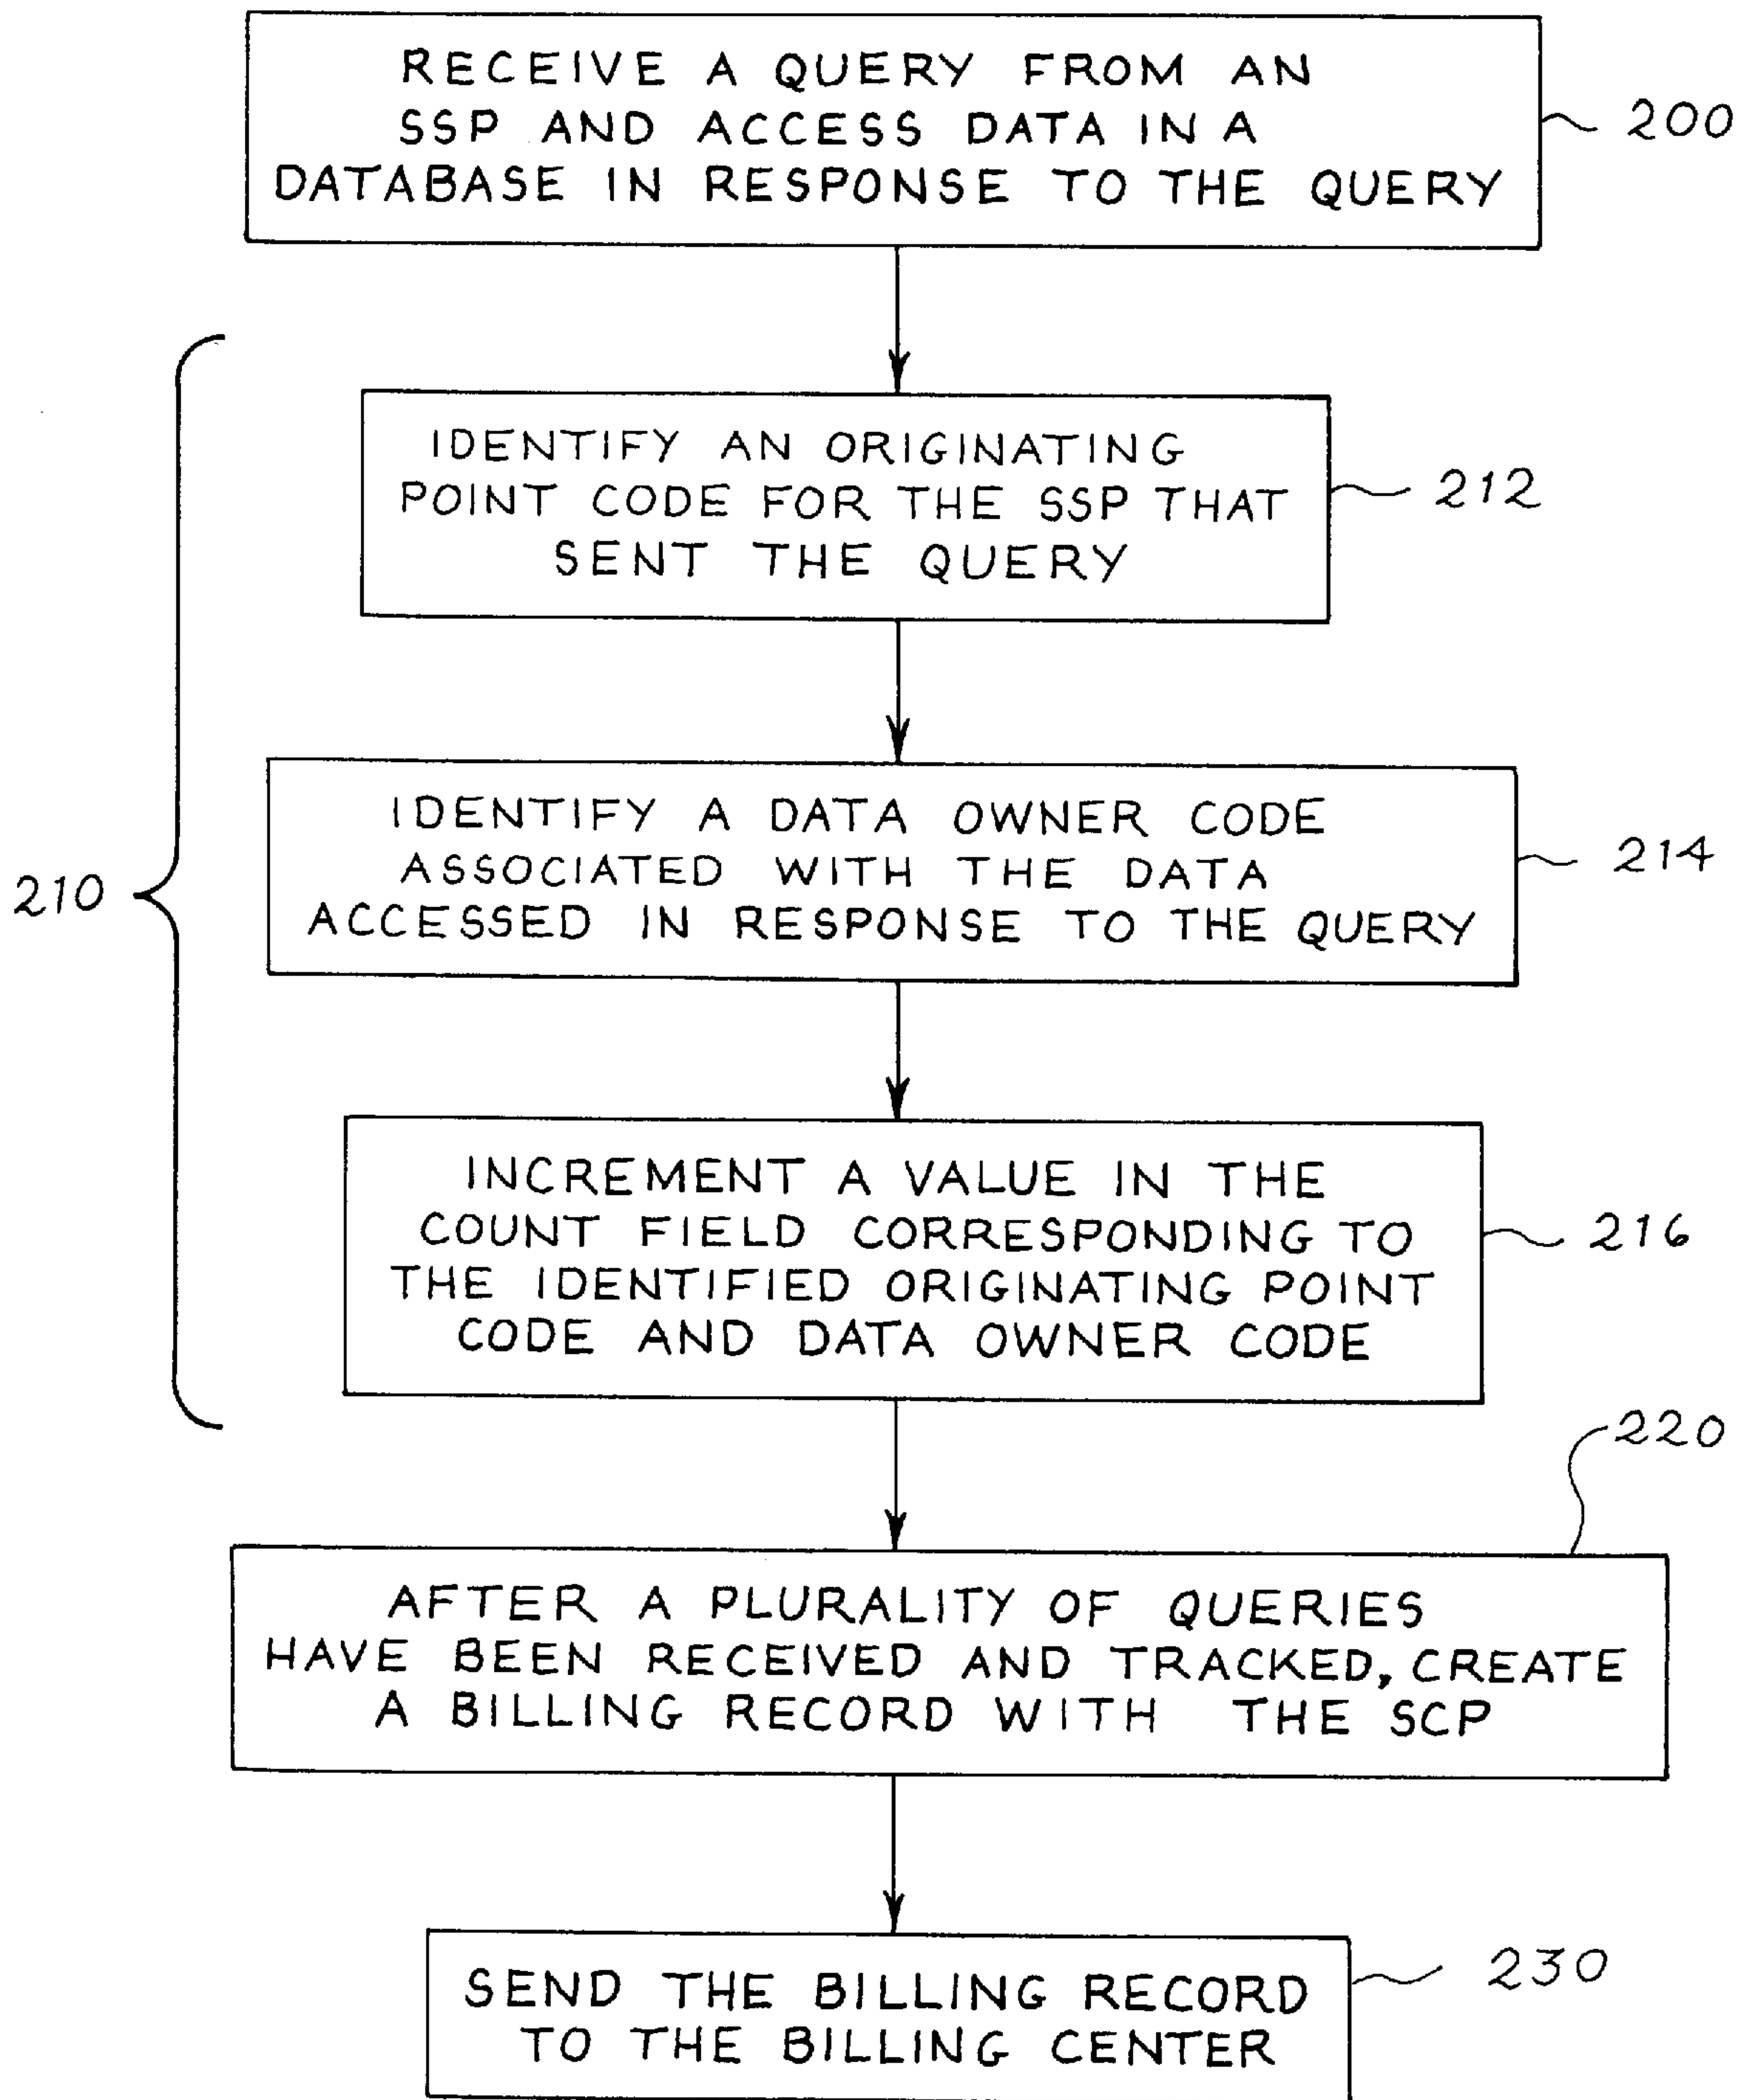 RECEIVE A QUERY FROM AN
SSP AND ACCESS DATA IN A
DATABASE IN RESPONSE TO THE QUERY
200
IDENTIFY AN ORIGINATING
POINT CODE FOR THE SSP THAT
SENT THE QUERY
212
IDENTIFY A DATA OWNER CODE
ASSOCIATED WITH THE DATA
ACCESSED IN RESPONSE TO THE QUERY
214
210
INCREMENT A VALUE IN THE
COUNT FIELD CORRESPONDING TO
THE IDENTIFIED ORIGINATING POINT
CODE AND DATA OWNER CODE
216
220
AFTER A PLURALITY OF QUERIES
HAVE BEEN RECEIVED AND TRACKED, CREATE
A BILLING RECORD WITH THE SCP
SEND THE BILLING RECORD
TO THE BILLING CENTER
230